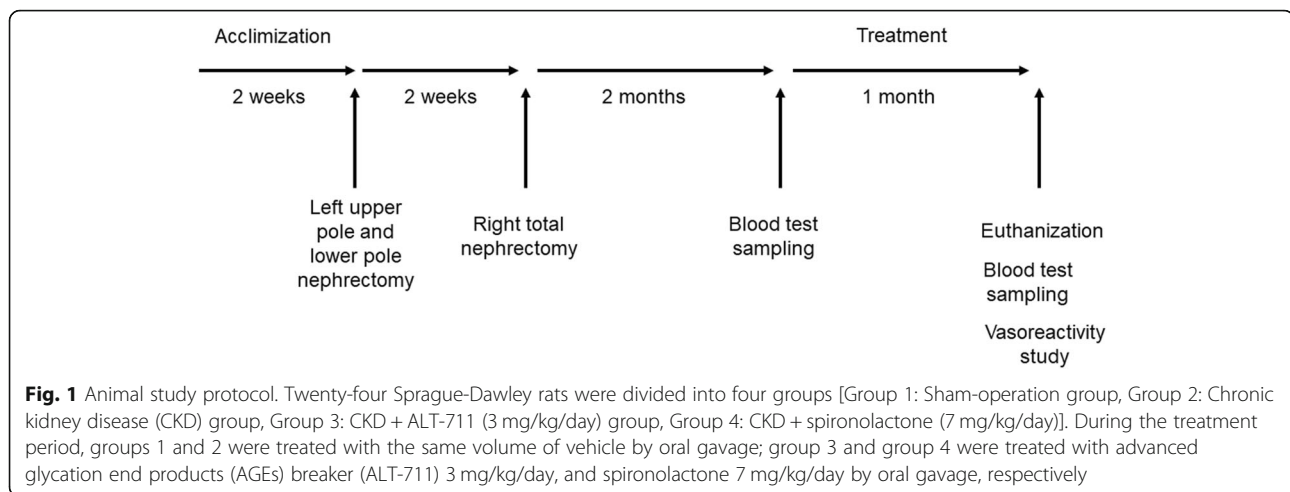 Acclimization
Treatment
2 weeks
2 weeks
2 months
1 month
Left upper
pole and
lower pole
nephrectomy
Right total
nephrectomy
Blood test
sampling
Euthanization
Blood test
sampling
Vasoreactivity
study
Fig. 1 Animal study protocol. Twenty-four Sprague-Dawley rats were divided into four groups [Group 1: Sham-operation group, Group 2: Chronic
kidney disease (CKD) group, Group 3: CKD + ALT-711 (3 mg/kg/day) group, Group 4: CKD + spironolactone (7 mg/kg/day)]. During the treatment
period, groups 1 and 2 were treated with the same volume of vehicle by oral gavage; group 3 and group 4 were treated with advanced
glycation end products (AGEs) breaker (ALT-711) 3 mg/kg/day, and spironolactone 7 mg/kg/day by oral gavage, respectively